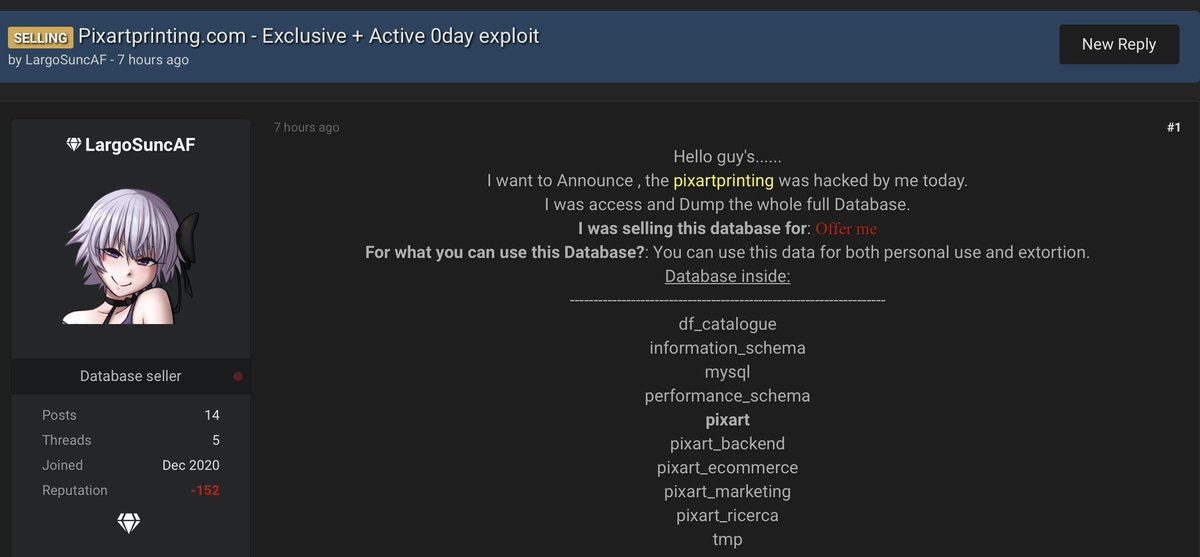 SELLING Pixartprinting.com - Exclusive + Active 0day exploit
by LargoSuncAF - 7 hours ago
New Reply
LargoSuncAF
Database seller
Posts 14
Threads 5
Joined Dec 2020
Reputation -152
7 hours ago
#1
Hello guy's......
I want to Announce , the pixartprinting was hacked by me today.
I was access and Dump the whole full Database.
I was selling this database for: Offer me
For what you can use this Database?: You can use this data for both personal use and extortion.
Database inside:
-------------------------------------------------------------------
df_catalogue
information_schema
mysql
performance_schema
pixart
pixart_backend
pixart_ecommerce
pixart_marketing
pixart_ricerca
tmp